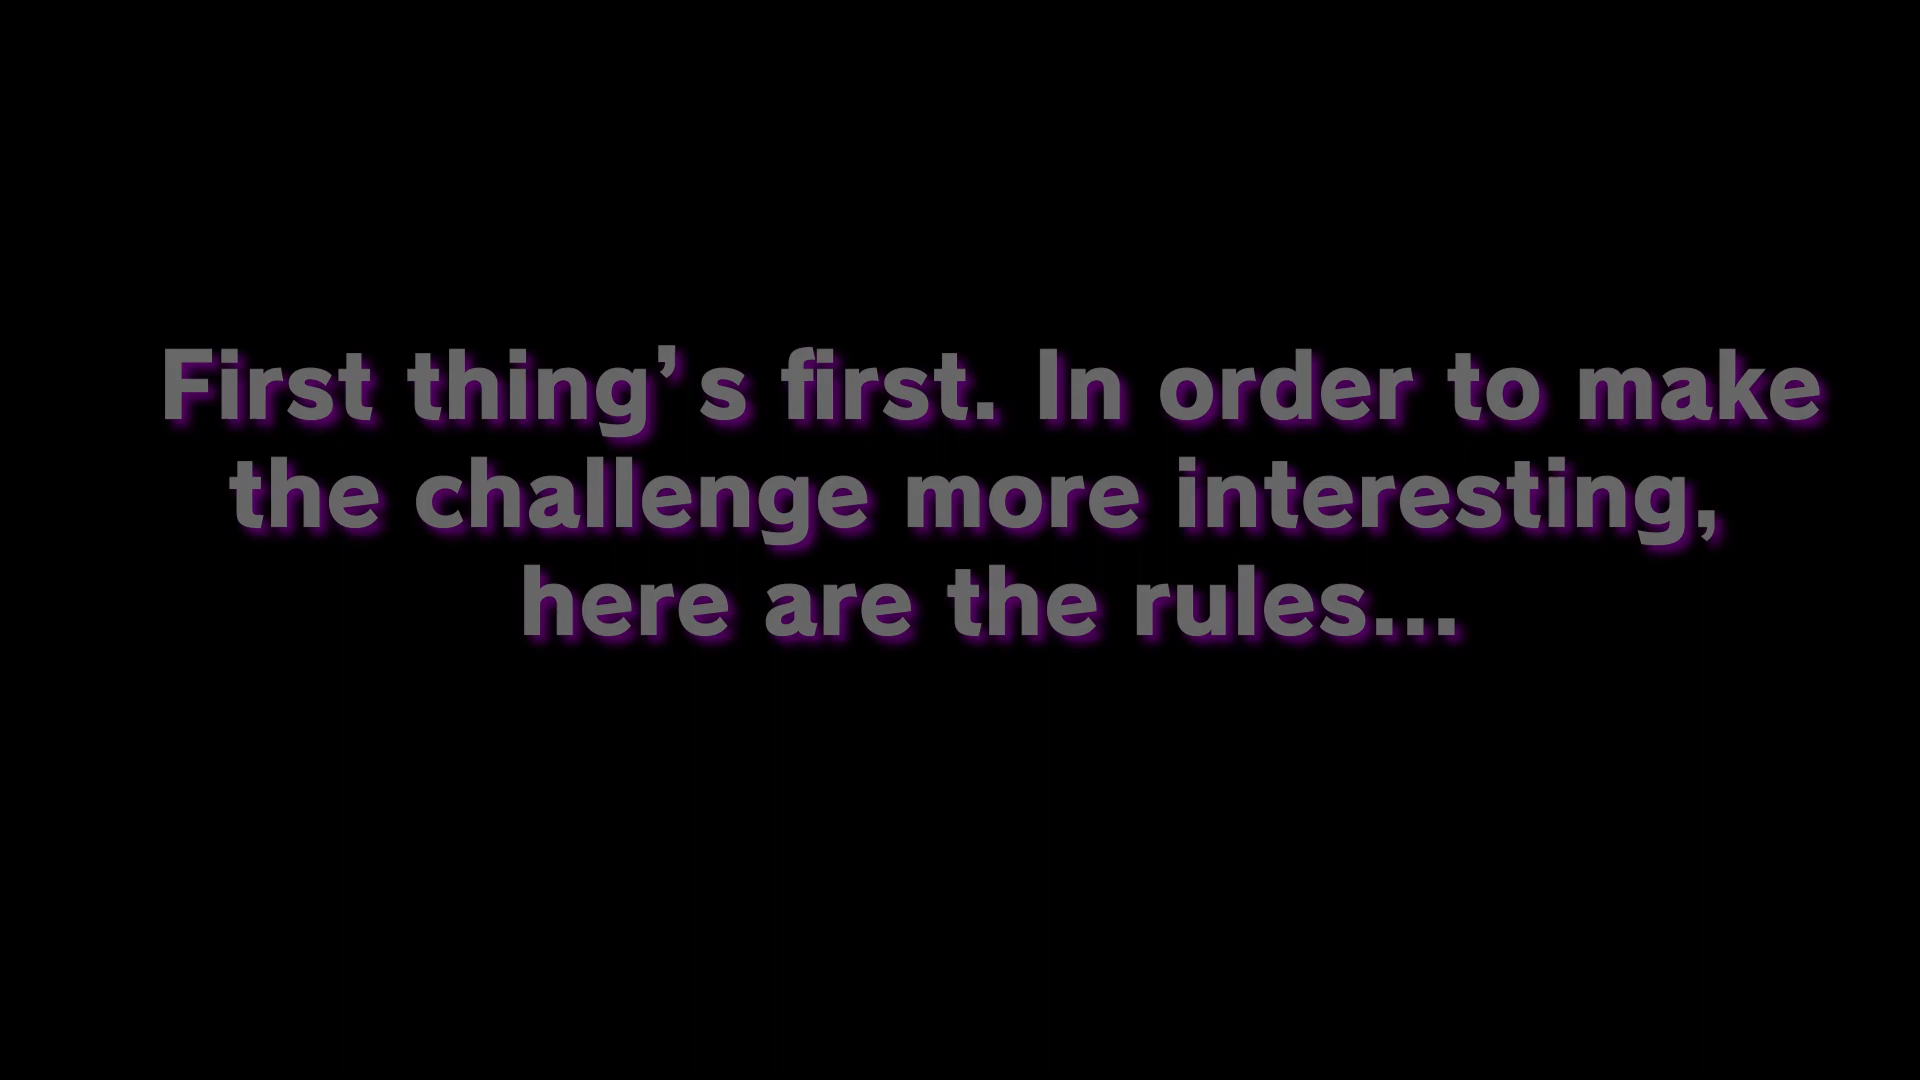 First thing’s first. In order to make
the challenge more interesting,
here are the rules...